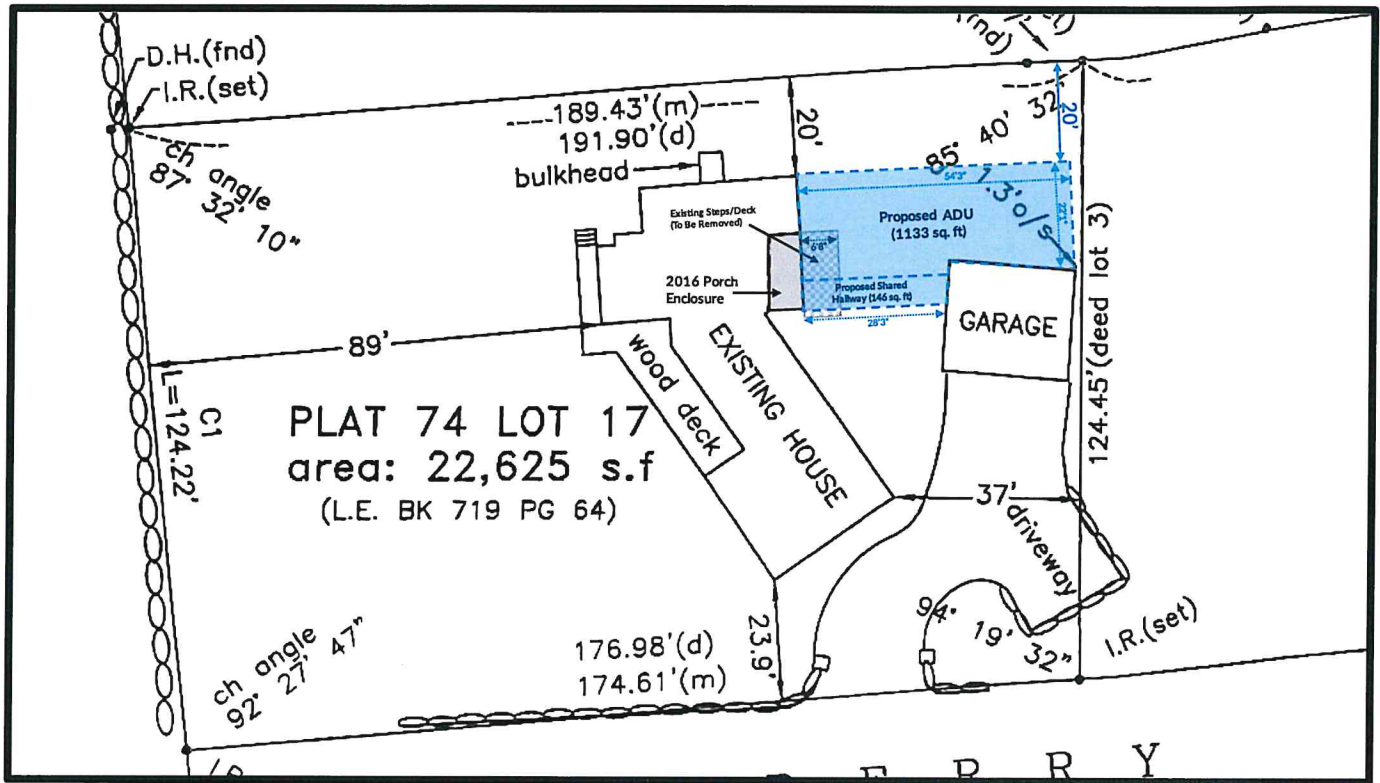 D.H.(fnd)
I.R.(set)
ch angle
87° 32' 10"
189.43'(m)
191.90'(d)
bulkhead
20'
85° 40' 32"
20'
54'3"
22'1"
1.3' o/s
Existing Steps/Deck
(To Be Removed)
6'8"
Proposed ADU
(1133 sq. ft)
2016 Porch
Enclosure
Proposed Shared
Hallway (146 sq. ft)
28'3"
GARAGE
124.45'(deed lot 3)
89'
wood deck
EXISTING HOUSE
C1
L=124.22'
PLAT 74 LOT 17
area: 22,625 s.f
(L.E. BK 719 PG 64)
37'
driveway
94° 19' 32"
I.R.(set)
23.9'
176.98'(d)
174.61'(m)
ch angle
92° 27' 47"
E R R Y